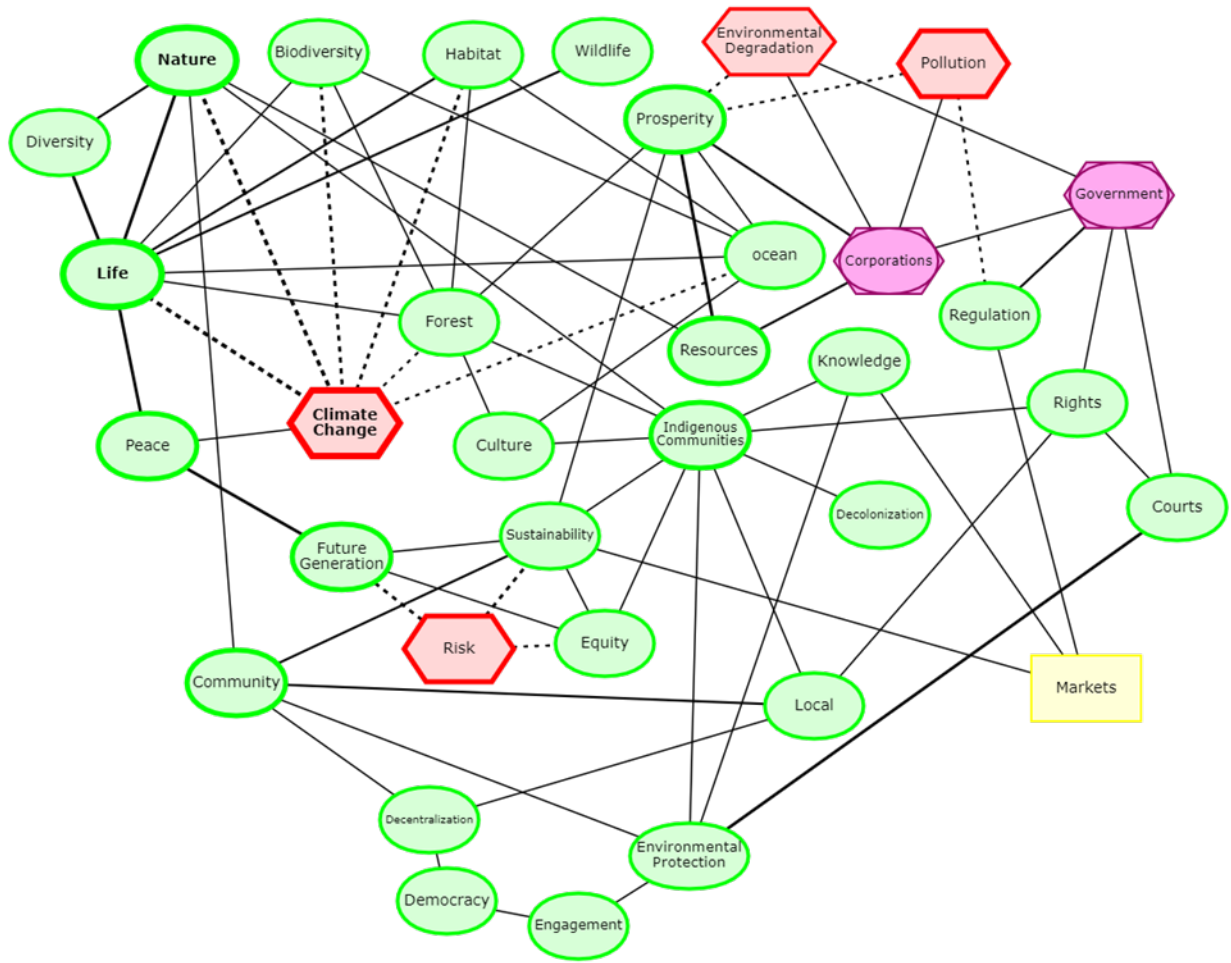 Nature
Biodiversity
Habitat
Wildlife
Environmental
Degradation
Pollution
Diversity
Prosperity
Government
Life
ocean
Corporations
Forest
Resources
Regulation
Knowledge
Climate
Change
Peace
Culture
Indigenous
Communities
Rights
Decolonization
Courts
Future
Generation
Sustainability
Risk
Equity
Community
Local
Markets
Decentralization
Environmental
Protection
Democracy
Engagement